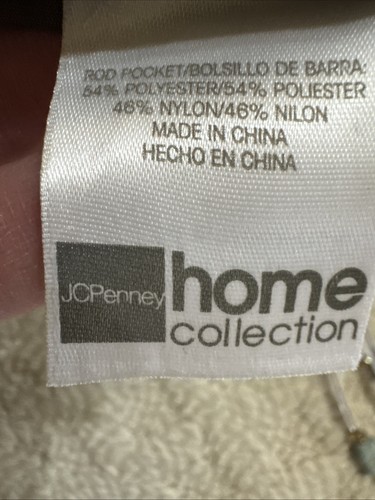 ROD POCKET/BOLSILLO DE BARRA:
54% POLYESTER/54% POLIESTER
46% NYLON/46% NILON
MADE IN CHINA
HECHO EN CHINA
JCPenney
home
collection